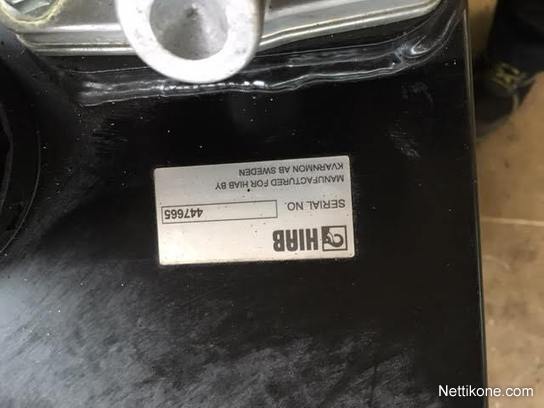 HIAB
SERIAL NO. 447665
MANUFACTURED FOR HIAB BY
KVARNMON AB SWEDEN
Nettikone.com